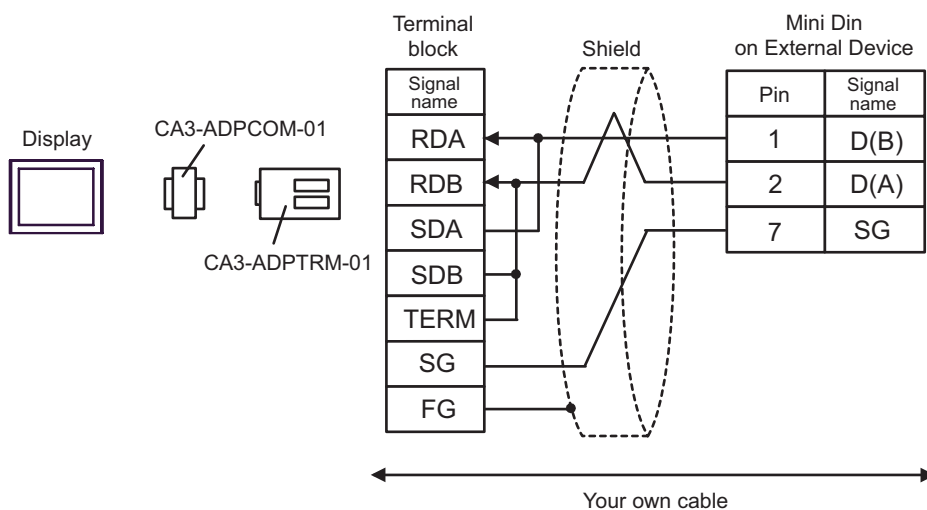 Terminal
block
Shield
Mini Din
on External Device
Signal
name
Pin
Signal
name
Display
CA3-ADPCOM-01
RDA
1
D(B)
RDB
2
D(A)
SDA
7
SG
CA3-ADPTRM-01
SDB
TERM
SG
FG
Your own cable